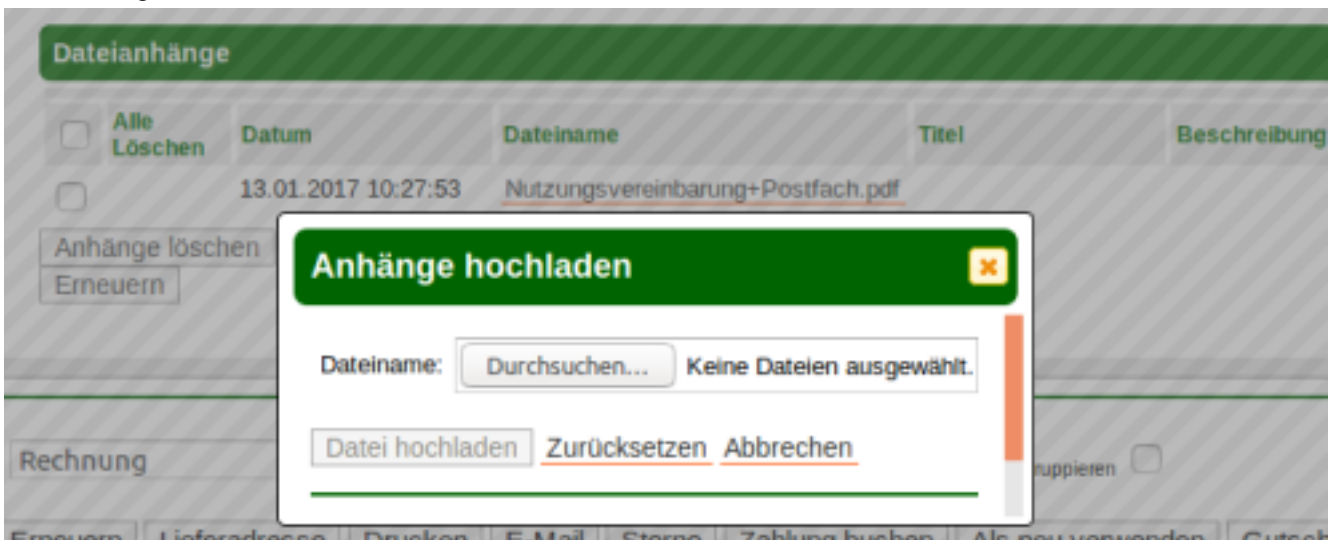 Dateianhänge
Alle Löschen Datum Dateiname Titel Beschreibung
13.01.2017 10:27:53 Nutzungsvereinbarung+Postfach.pdf
Anhänge löschen
Erneuern
Anhänge hochladen
Dateiname: Durchsuchen... Keine Dateien ausgewählt.
Datei hochladen Zurücksetzen Abbrechen
Rechnung ruppieren
Erneuern Lieferadresse Drucken E-Mail Storno Zahlung buchen Als neu verwenden Gutsch